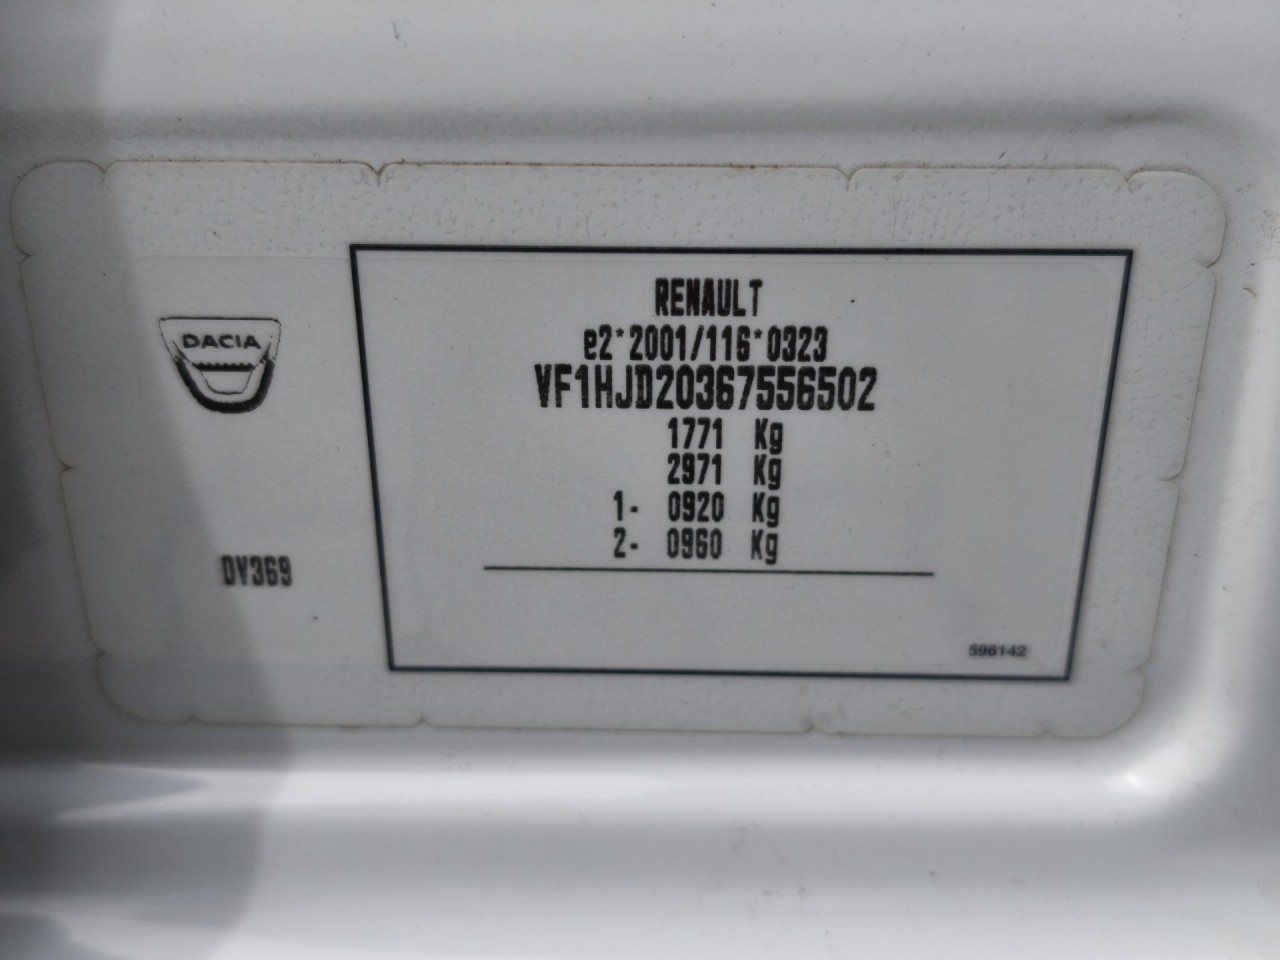 RENAULT
e2*2001/116*0323
VF1HJD20367556502
1771 Kg
2971 Kg
1- 0920 Kg
2- 0960 Kg
DACIA
DV369
596142